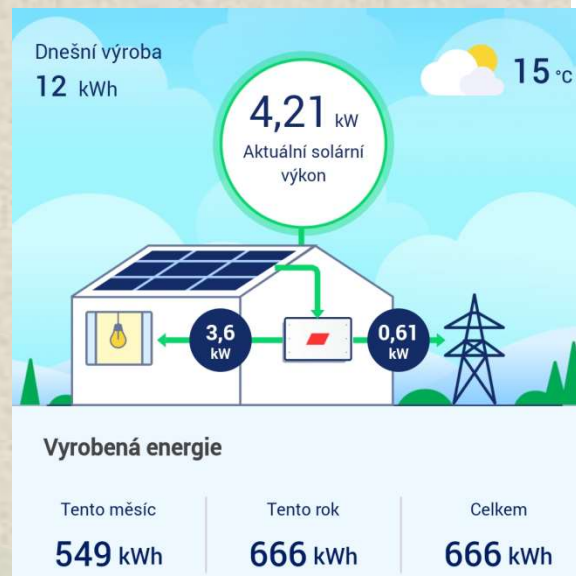 Dnešní výroba
12 kWh
15 °C
4,21 kW
Aktuální solární
výkon
3,6
kW
0,61
kW
Vyrobená energie
Tento měsíc
549 kWh
Tento rok
666 kWh
Celkem
666 kWh